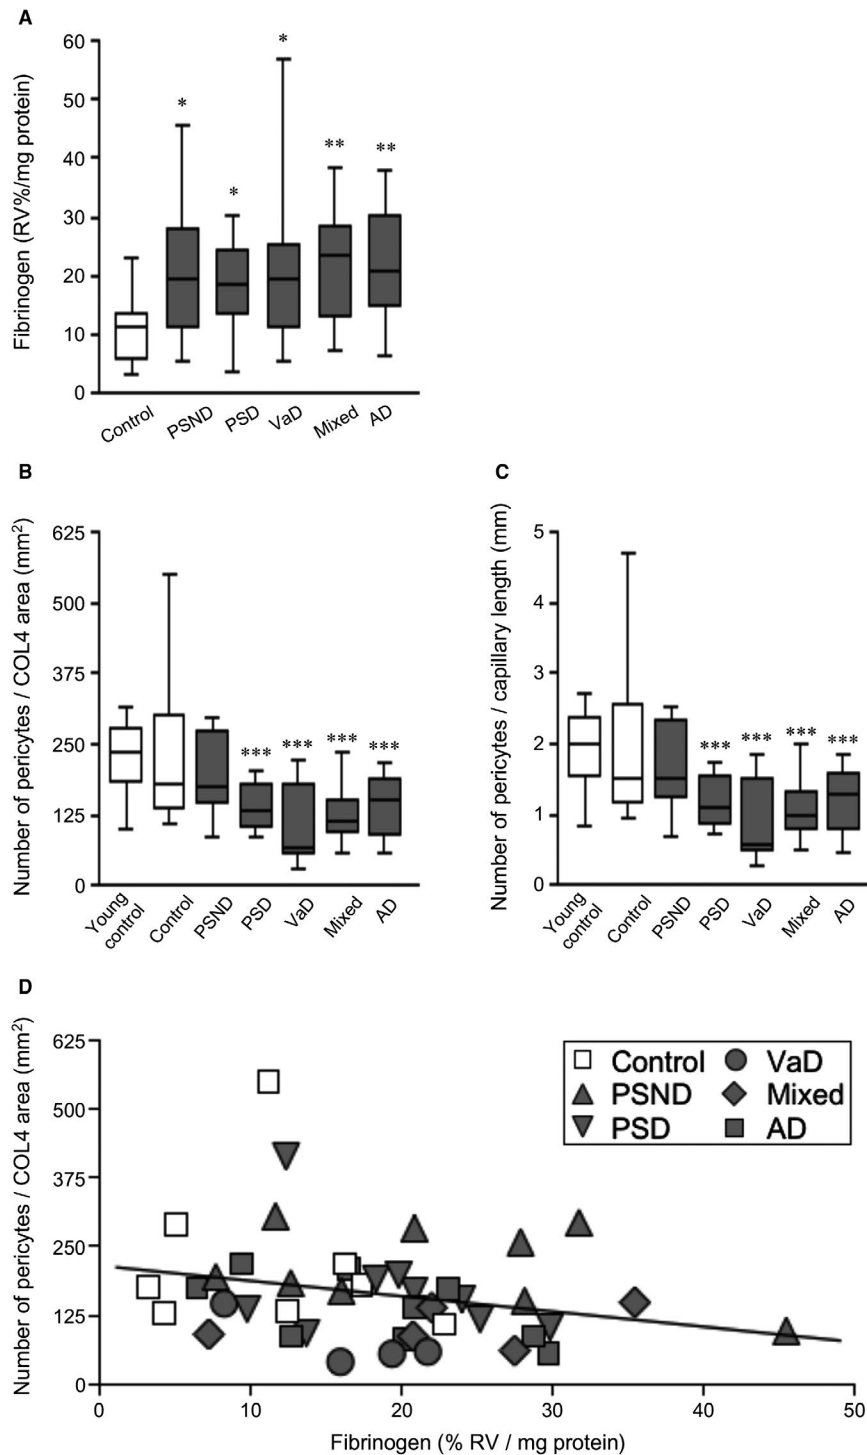 A
Fibrinogen (RV%/mg protein)
60
50
40
30
20
10
0
*
*
*
**
**
Control
PSND
PSD
VaD
Mixed
AD
B
Number of pericytes / COL4 area (mm²)
625
500
375
250
125
0
***
***
***
***
Young
control
Control
PSND
PSD
VaD
Mixed
AD
C
Number of pericytes / capillary length (mm)
5
4
3
2
1
0
***
***
***
***
Young
control
Control
PSND
PSD
VaD
Mixed
AD
D
Number of pericytes / COL4 area (mm²)
625
500
375
250
125
0
Control
VaD
PSND
Mixed
PSD
AD
0
10
20
30
40
50
Fibrinogen (% RV / mg protein)